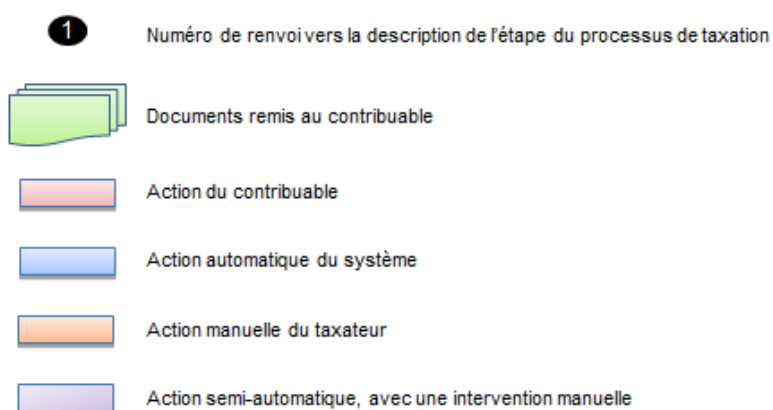 1 Numéro de renvoi vers la description de l'étape du processus de taxation
Documents remis au contribuable
Action du contribuable
Action automatique du système
Action manuelle du taxateur
Action semi-automatique, avec une intervention manuelle